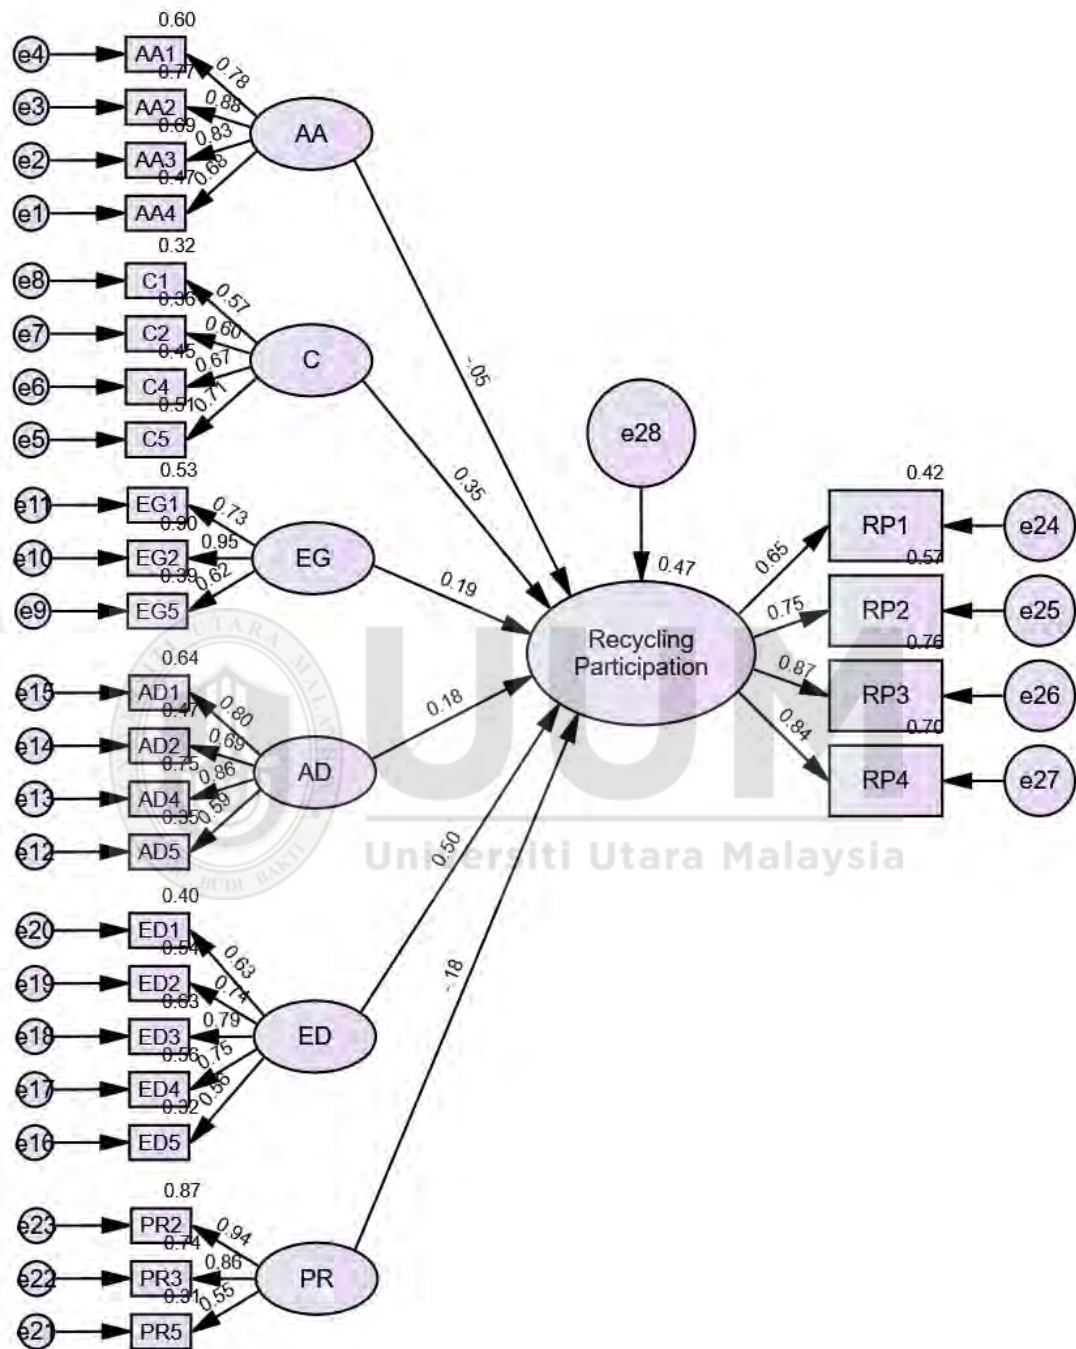 0.60
e4 AA1 0.78
0.77
e3 AA2 0.88
0.69
e2 AA3 0.83
0.47
e1 AA4 0.68
AA
-.05
0.32
e8 C1 0.57
0.36
e7 C2 0.60
0.45
e6 C4 0.67
0.51
e5 C5 0.71
C
0.35
e28
0.53
e11 EG1 0.73
0.90
e10 EG2 0.95
0.39
e9 EG5 0.62
EG
0.19
0.47
Recycling
Participation
0.42
0.65 RP1 e24
0.57
0.75 RP2 e25
0.76
0.87 RP3 e26
0.70
0.84 RP4 e27
0.64
e15 AD1 0.80
0.47
e14 AD2 0.69
0.75
e13 AD4 0.86
0.35
e12 AD5 0.59
AD
0.18
UUM
Universiti Utara Malaysia
UTARA MALAYSIA
BUDI BAKTI
0.40
e20 ED1 0.63
0.54
e19 ED2 0.74
0.63
e18 ED3 0.79
0.56
e17 ED4 0.75
0.32
e16 ED5 0.56
ED
0.50
0.87
e23 PR2 0.94
0.74
e22 PR3 0.86
0.31
e21 PR5 0.55
PR
-.18